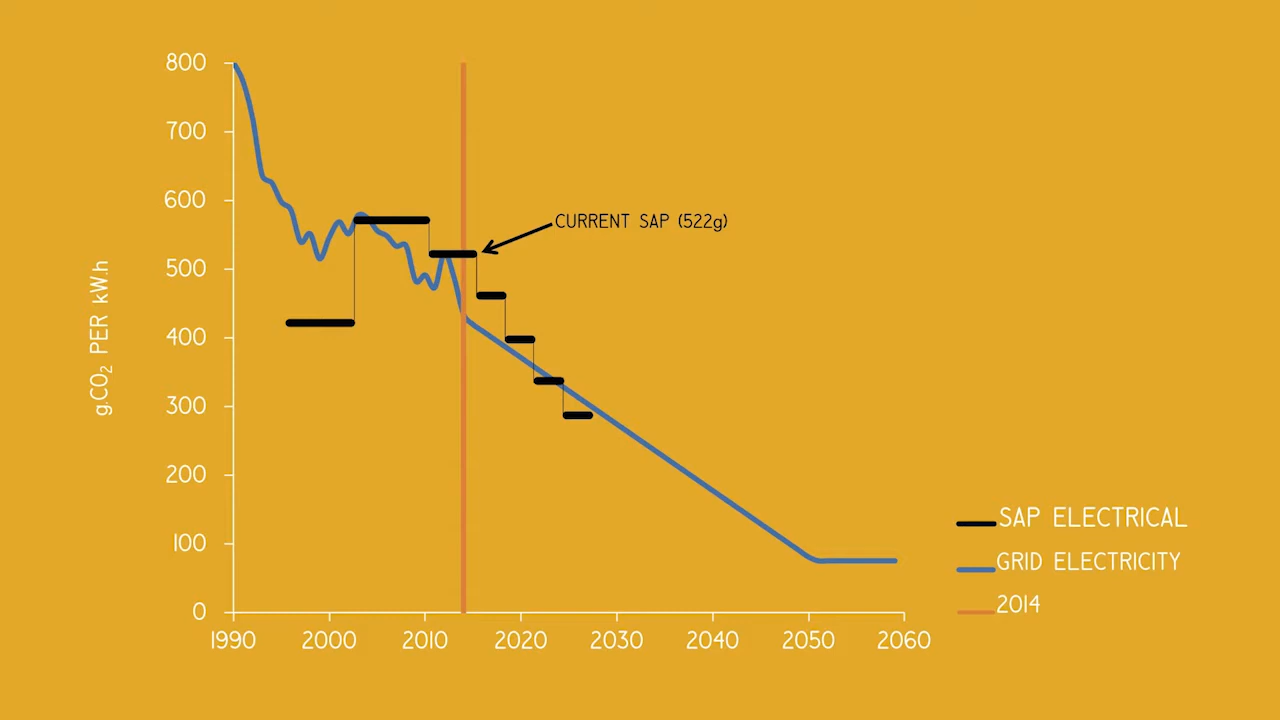 800
700
600
500
400
300
200
100
0
g.CO₂ PER kW.h
1990 2000 2010 2020 2030 2040 2050 2060
CURRENT SAP (522g)
SAP ELECTRICAL
GRID ELECTRICITY
2014